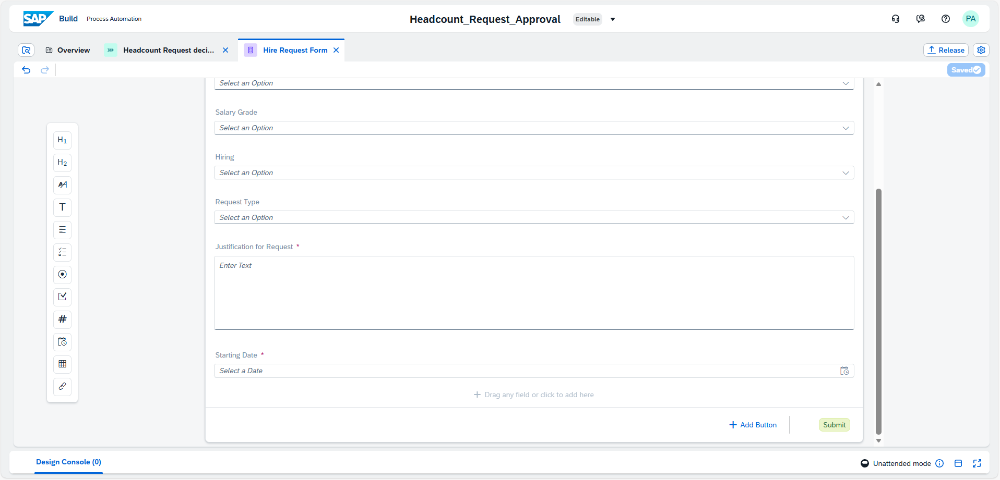 SAP Build Process Automation
Headcount_Request_Approval Editable
PA
Overview
Headcount Request deci...
Hire Request Form
Release
Saved
Select an Option
Salary Grade
Select an Option
Hiring
Select an Option
Request Type
Select an Option
Justification for Request *
Enter Text
Starting Date *
Select a Date
Drag any field or click to add here
Add Button
Submit
H1
H2
AA
T
#
Design Console (0)
Unattended mode